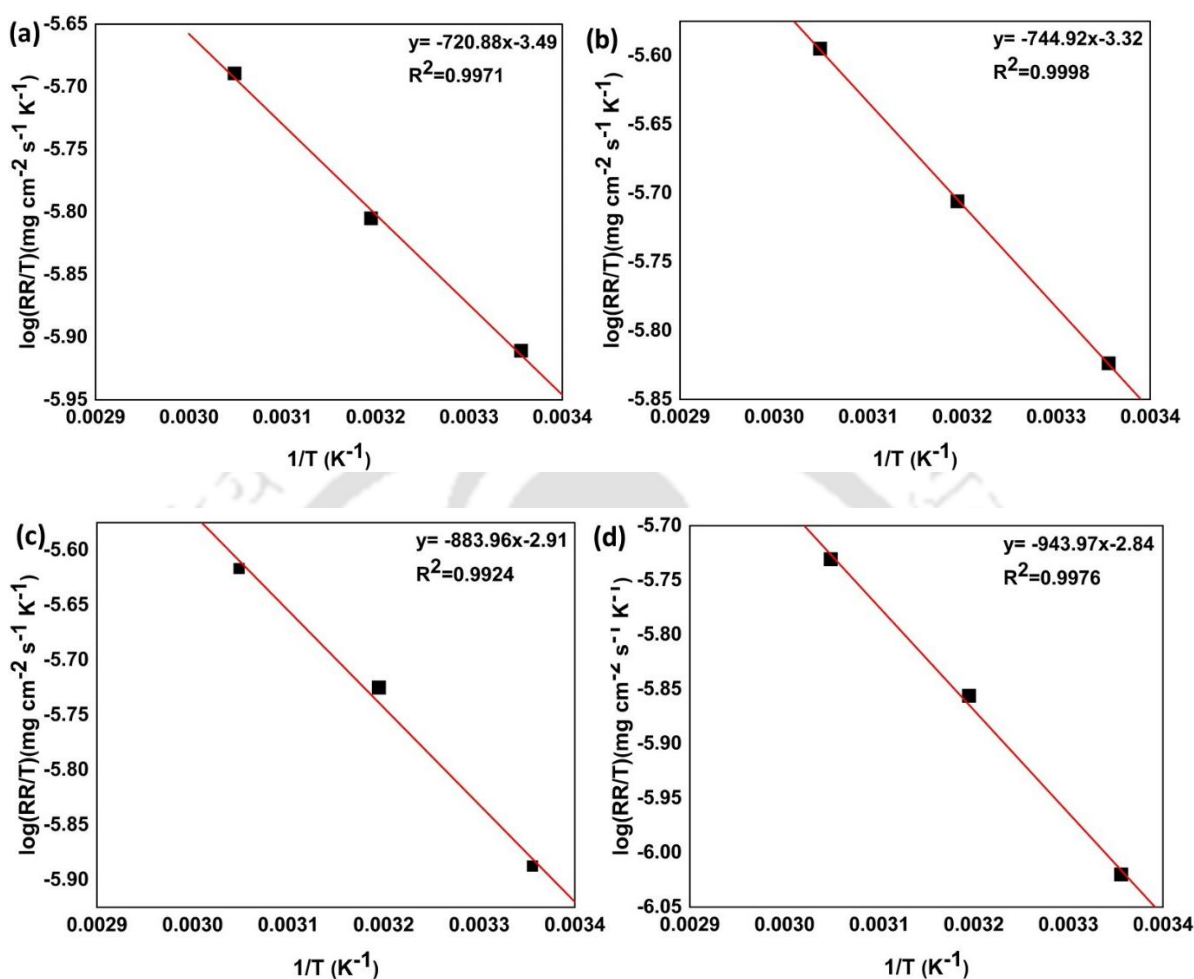 (a)
y= -720.88x-3.49
R²=0.9971
log(RR/T)(mg cm⁻² s⁻¹ K⁻¹)
-5.65
-5.70
-5.75
-5.80
-5.85
-5.90
-5.95
0.0029 0.0030 0.0031 0.0032 0.0033 0.0034
1/T (K⁻¹)
(b)
y= -744.92x-3.32
R²=0.9998
log(RR/T)(mg cm⁻² s⁻¹ K⁻¹)
-5.60
-5.65
-5.70
-5.75
-5.80
-5.85
0.0029 0.0030 0.0031 0.0032 0.0033 0.0034
1/T (K⁻¹)
(c)
y= -883.96x-2.91
R²=0.9924
log(RR/T)(mg cm⁻² s⁻¹ K⁻¹)
-5.60
-5.65
-5.70
-5.75
-5.80
-5.85
-5.90
0.0029 0.0030 0.0031 0.0032 0.0033 0.0034
1/T (K⁻¹)
(d)
y= -943.97x-2.84
R²=0.9976
log(RR/T)(mg cm⁻² s⁻¹ K⁻¹)
-5.70
-5.75
-5.80
-5.85
-5.90
-5.95
-6.00
-6.05
0.0029 0.0030 0.0031 0.0032 0.0033 0.0034
1/T (K⁻¹)